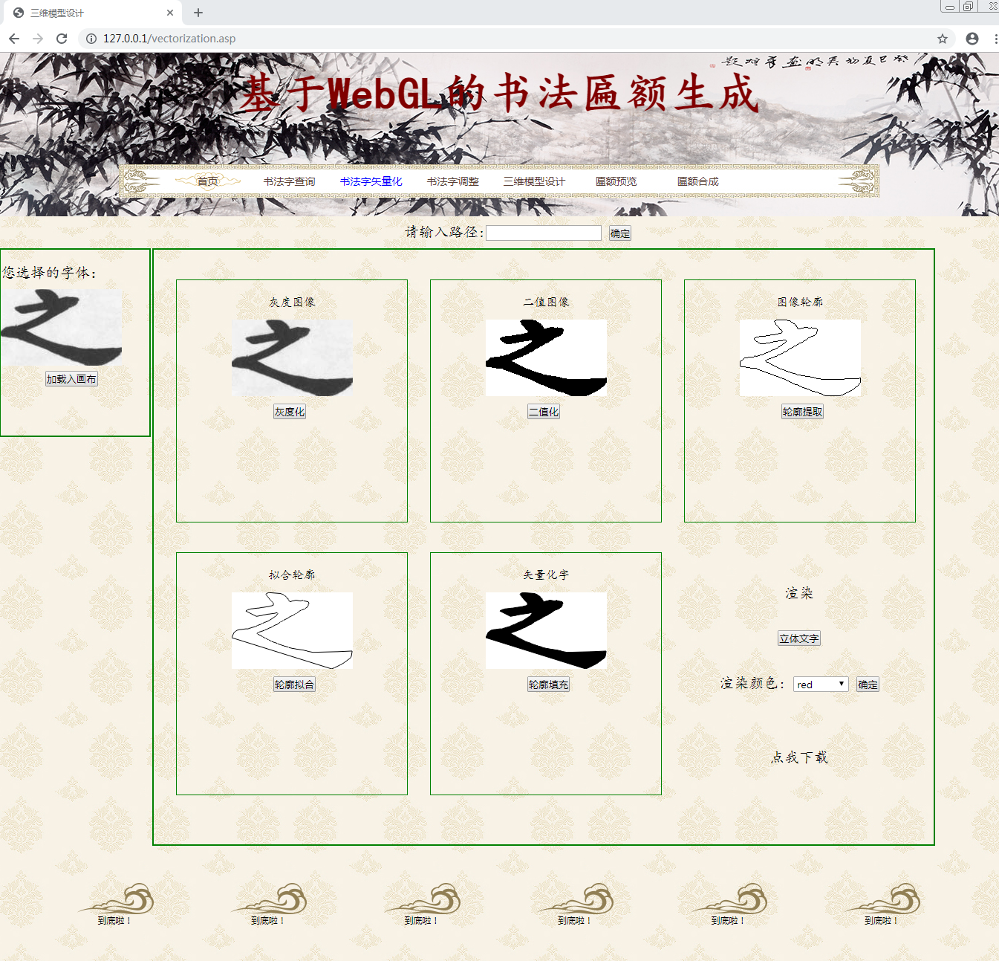 三维模型设计
127.0.0.1/vectorization.asp
基于WebGL的书法匾额生成
首页 书法字查询 书法字矢量化 书法字调整 三维模型设计 匾额预览 匾额合成
请输入路径: 确定
您选择的字体:
之
加载入画布
灰度图像 二值图像 图像轮廓
之 之 之
灰度化 二值化 轮廓提取
拟合轮廓 矢量化字
之 之
轮廓拟合 轮廓填充
渲染
立体文字
渲染颜色: red 确定
点我下载
到底啦！ 到底啦！ 到底啦！ 到底啦！ 到底啦！ 到底啦！